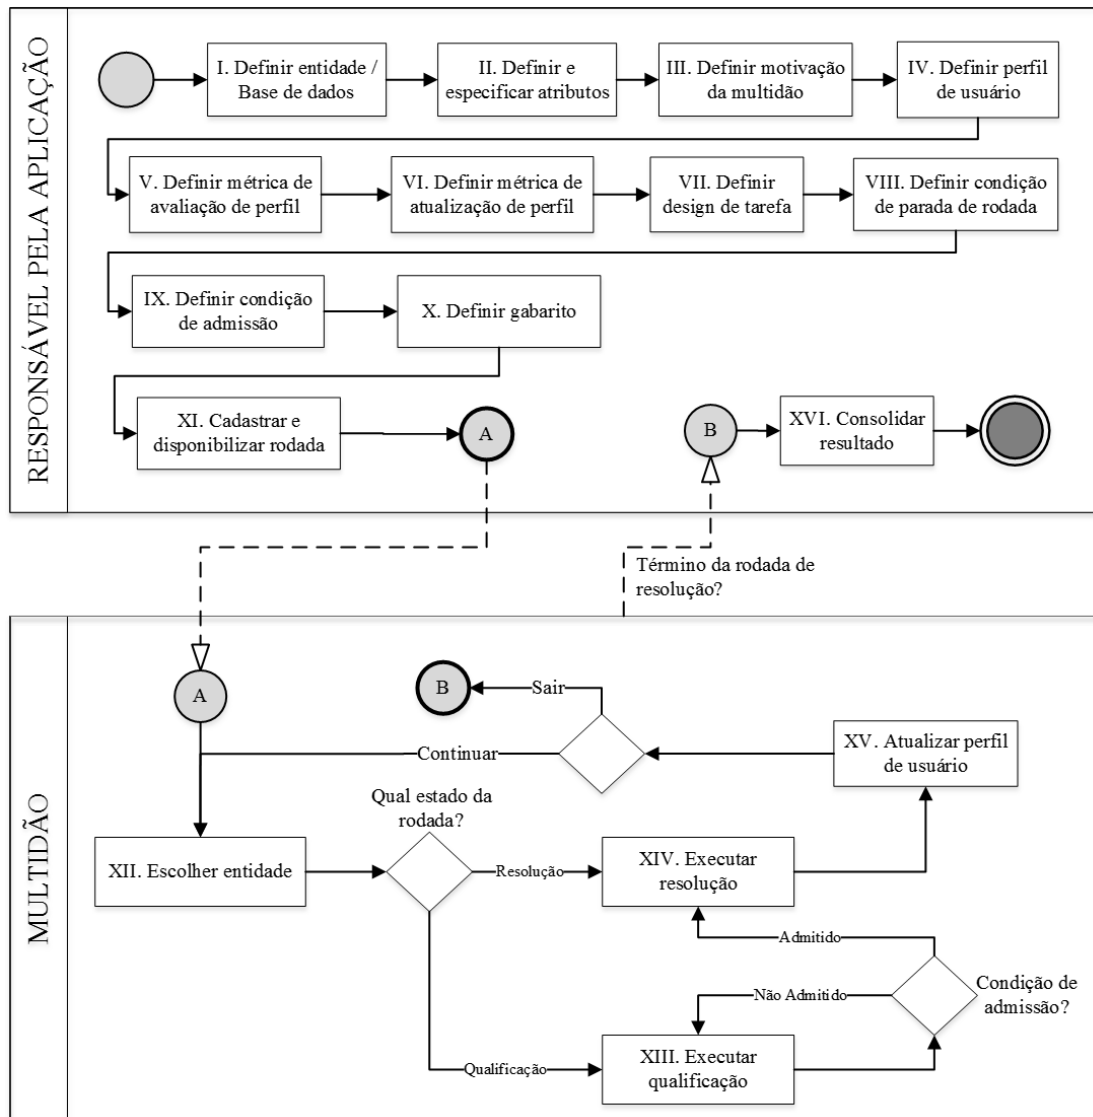 RESPONSÁVEL PELA APLICAÇÃO
I. Definir entidade /
Base de dados
II. Definir e
especificar atributos
III. Definir motivação
da multidão
IV. Definir perfil
de usuário
V. Definir métrica de
avaliação de perfil
VI. Definir métrica de
atualização de perfil
VII. Definir
design de tarefa
VIII. Definir condição
de parada de rodada
IX. Definir condição
de admissão
X. Definir gabarito
XI. Cadastrar e
disponibilizar rodada
A
B
XVI. Consolidar
resultado
Término da rodada de
resolução?
MULTIDÃO
A
B
Sair
Continuar
XV. Atualizar perfil
de usuário
Qual estado da
rodada?
XII. Escolher entidade
Resolução
XIV. Executar
resolução
Admitido
Não Admitido
Condição de
admissão?
Qualificação
XIII. Executar
qualificação